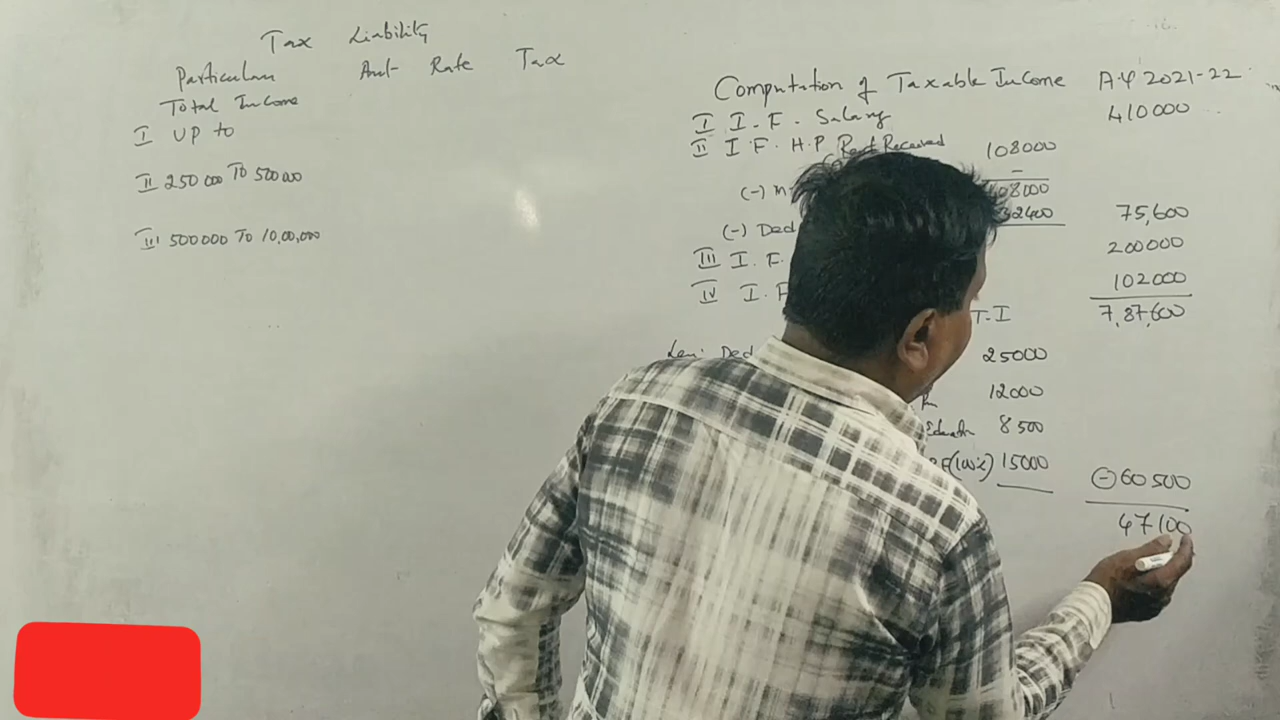 Tax Liability
Particulars Amt Rate Tax
Total Income
I Up to
II 250000 To 500000
III 500000 To 10,00,000
Computation of Taxable Income A.Y 2021-22
I I.F. Salary 410000
II I.F. H.P Rent Received 108000
-
(-) M 108000
(-) Ded 32400 75,600
III I.F. 200000
IV I.F 102000
T.I 7,87,600
Less: Ded 25000
12000
Education 8500
F(100%) 15000 (-) 60500
47100